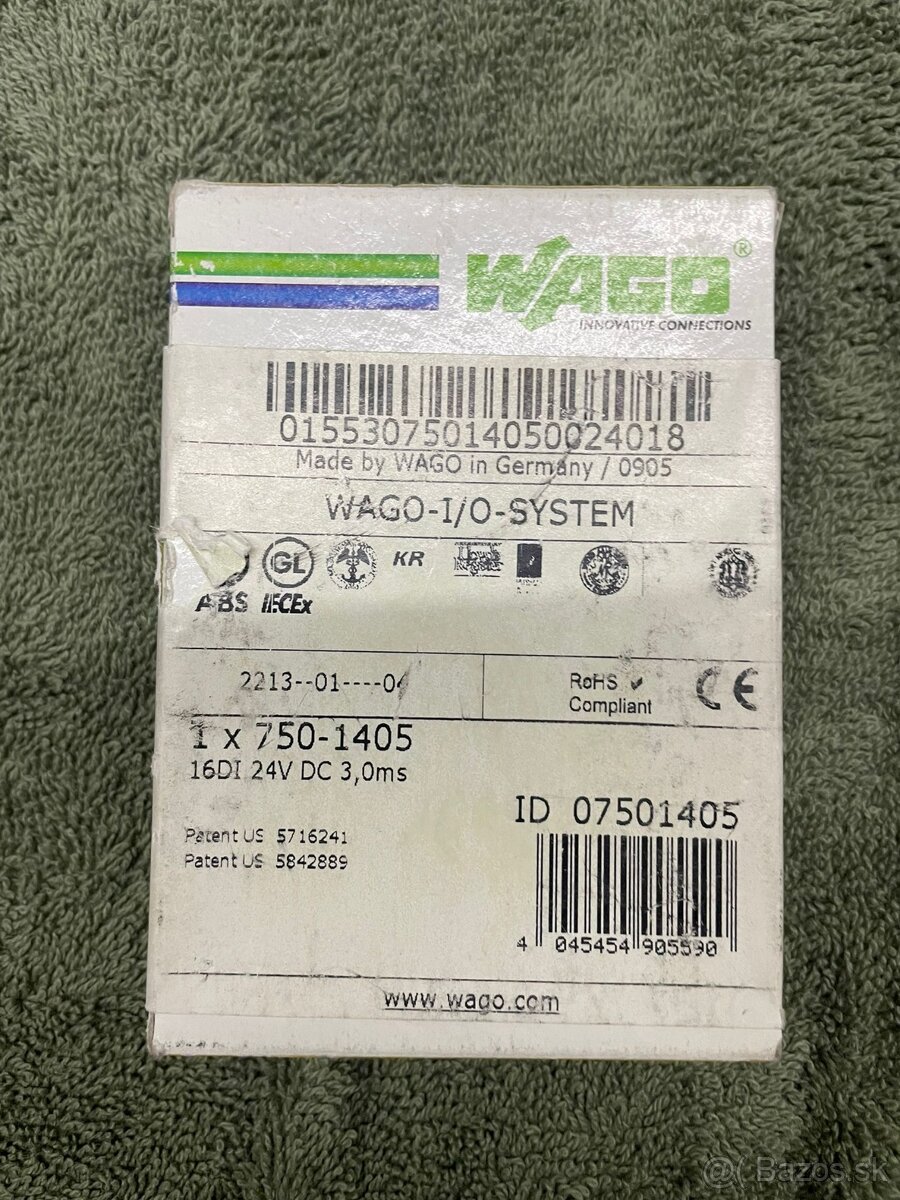 WAGO®
INNOVATIVE CONNECTIONS
01553075014050024018
Made by WAGO in Germany / 0905
WAGO-I/O-SYSTEM
GL KR
ABS IECEx
2213--01----04
RoHS ✓
Compliant
CE
1 x 750-1405
16DI 24V DC 3,0ms
ID 07501405
Patent US 5716241
Patent US 5842889
4 045454 905590
www.wago.com
@( Bazos.sk